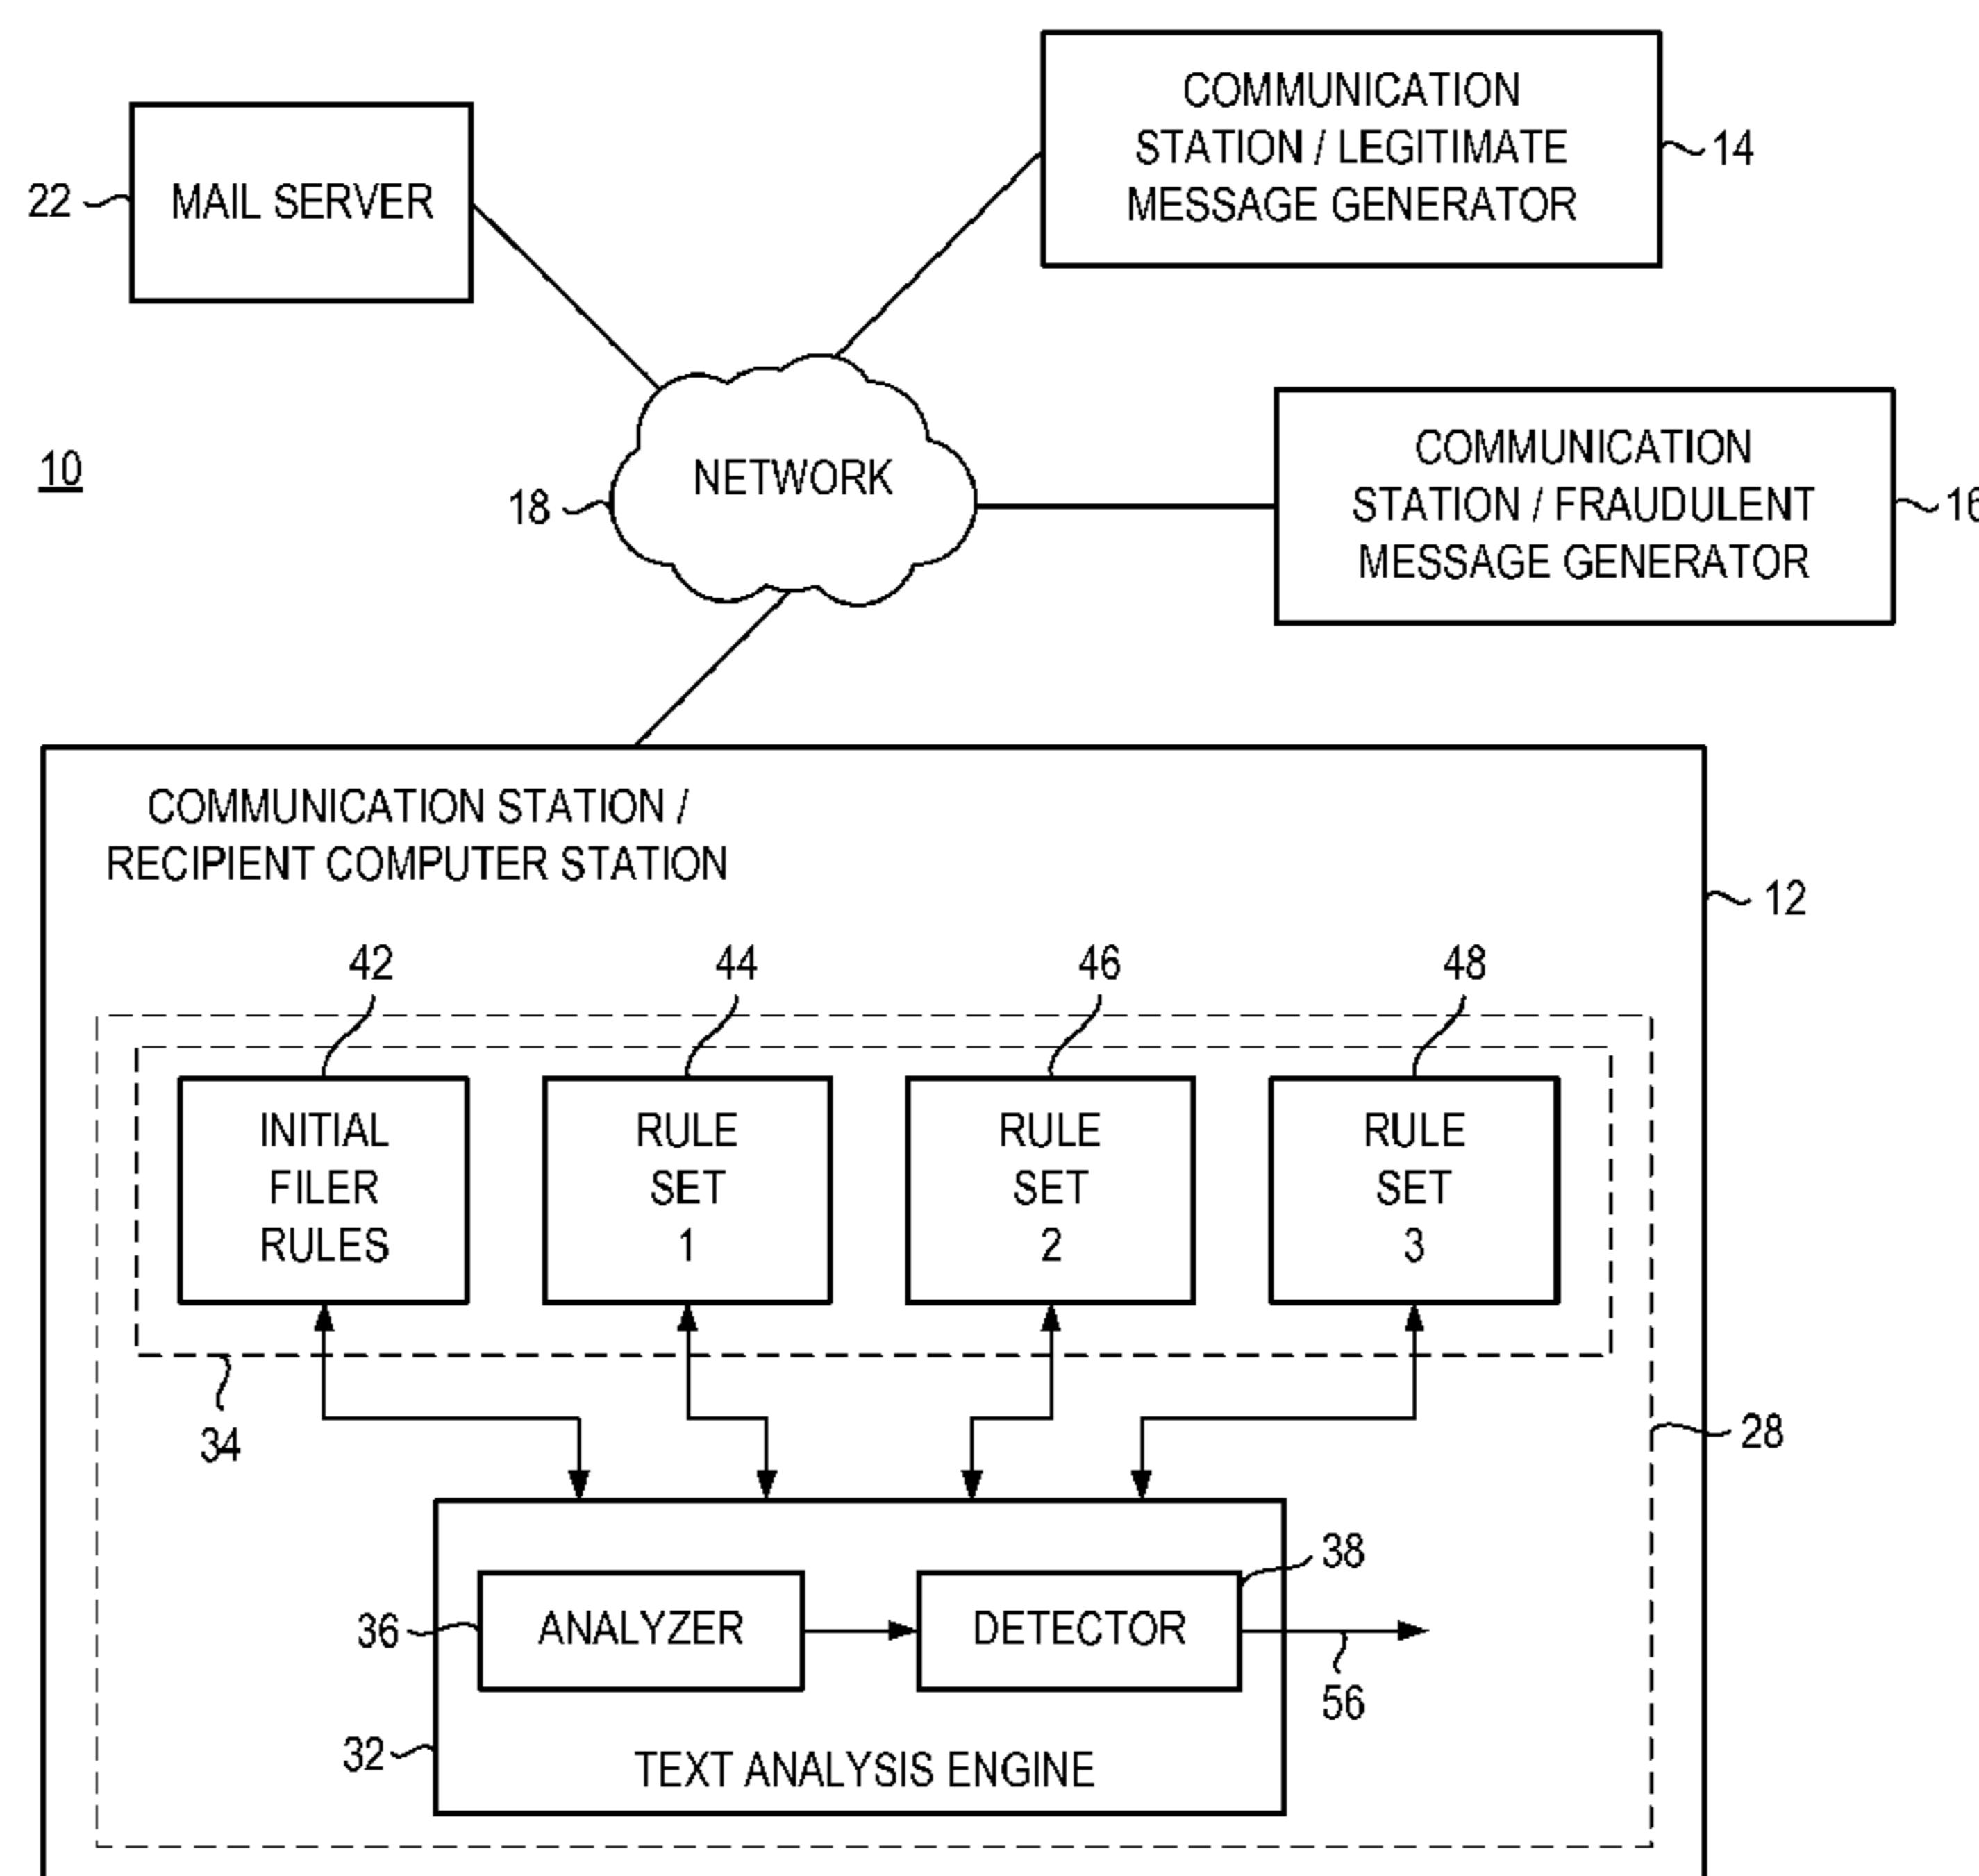 COMMUNICATION
STATION / LEGITIMATE
MESSAGE GENERATOR
14
22
MAIL SERVER
10
NETWORK
18
COMMUNICATION
STATION / FRAUDULENT
MESSAGE GENERATOR
16
COMMUNICATION STATION /
RECIPIENT COMPUTER STATION
12
42
44
46
48
INITIAL
FILER
RULES
RULE
SET
1
RULE
SET
2
RULE
SET
3
34
28
36
ANALYZER
DETECTOR
38
56
32
TEXT ANALYSIS ENGINE